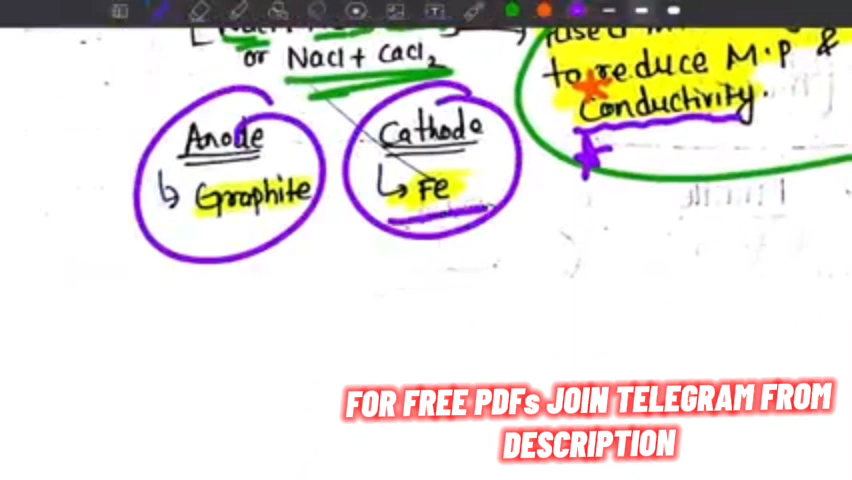 or NaCl + CaCl₂
to reduce M.P &
Conductivity.
Anode
↳ Graphite
Cathode
↳ Fe
FOR FREE PDFs JOIN TELEGRAM FROM
DESCRIPTION